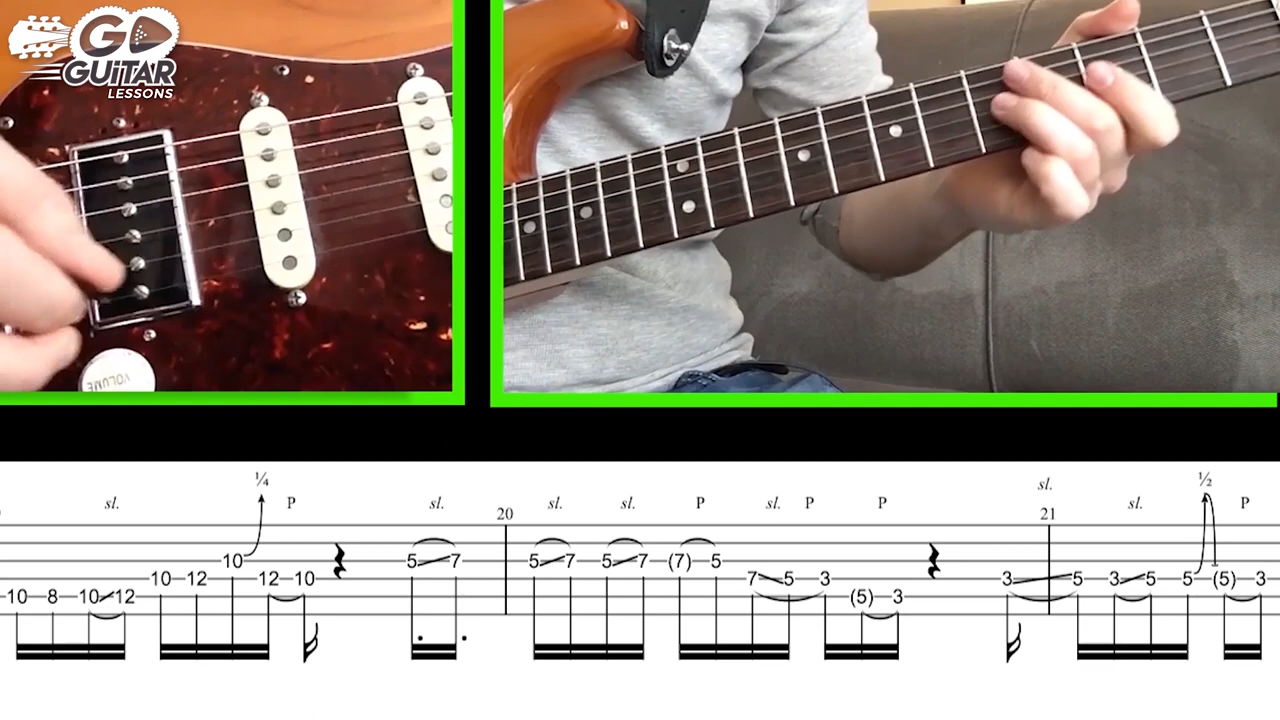 GO
GUITAR
LESSONS
VOLUME
1/4 1/2
sl. P sl. 20 sl. sl. P sl. P P sl. 21 sl. P
10 5 7 5 7 5 7 (7) 5
10 12 12 10 7 5 3 3 5 3 5 5 (5) 3
10 8 10 12 (5) 3